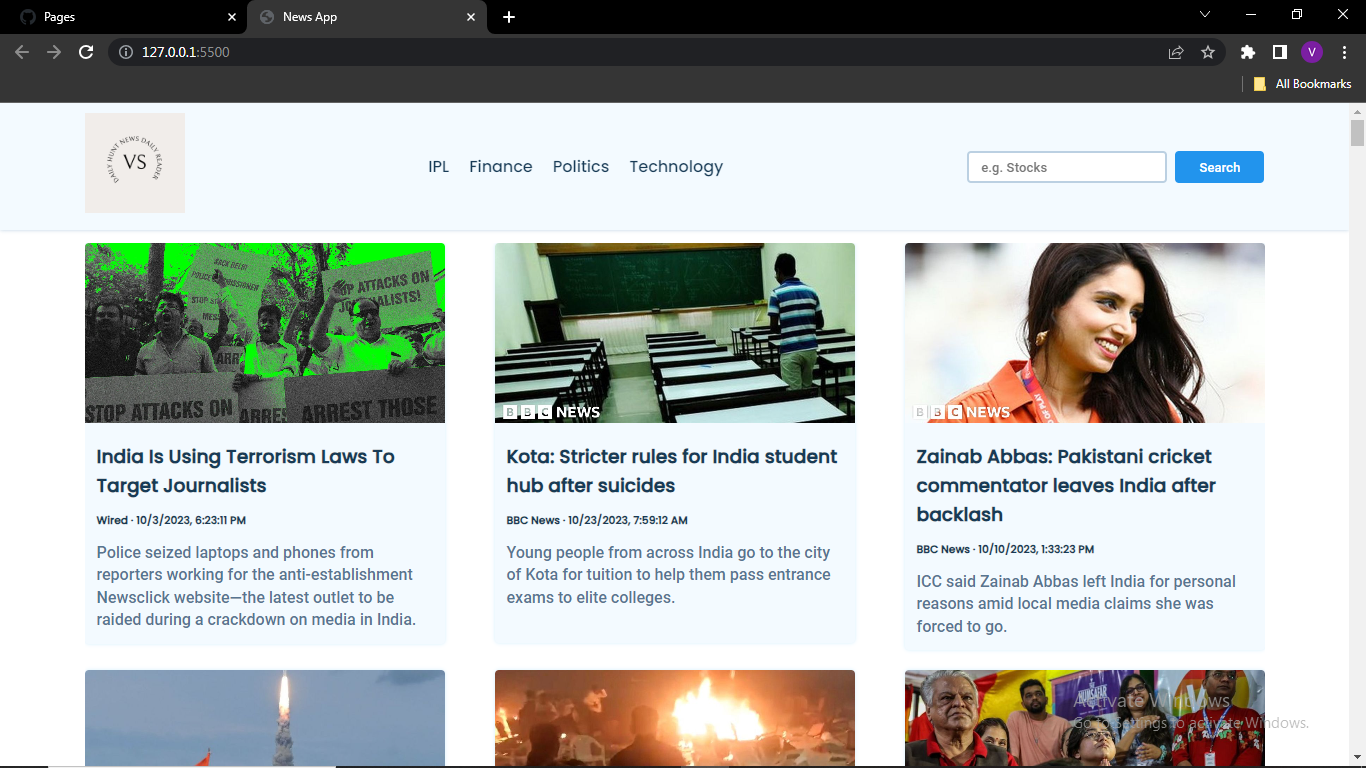 Pages
News App
127.0.0.1:5500
V
All Bookmarks
DAILY HUNT NEWS DAILY READER
VS
IPL Finance Politics Technology
e.g. Stocks
Search
BACK DELHI
POLICE COMMISSIONER
STOP ATTACKS ON
JOURNALISTS!
STOP ATTACKS ON
ARREST THOSE
BBC NEWS
BBC NEWS
India Is Using Terrorism Laws To
Target Journalists
Wired · 10/3/2023, 6:23:11 PM
Police seized laptops and phones from
reporters working for the anti-establishment
Newsclick website—the latest outlet to be
raided during a crackdown on media in India.
Kota: Stricter rules for India student
hub after suicides
BBC News · 10/23/2023, 7:59:12 AM
Young people from across India go to the city
of Kota for tuition to help them pass entrance
exams to elite colleges.
Zainab Abbas: Pakistani cricket
commentator leaves India after
backlash
BBC News · 10/10/2023, 1:33:23 PM
ICC said Zainab Abbas left India for personal
reasons amid local media claims she was
forced to go.
HUMSAFAR
Activate Windows
Go to Settings to activate Windows.